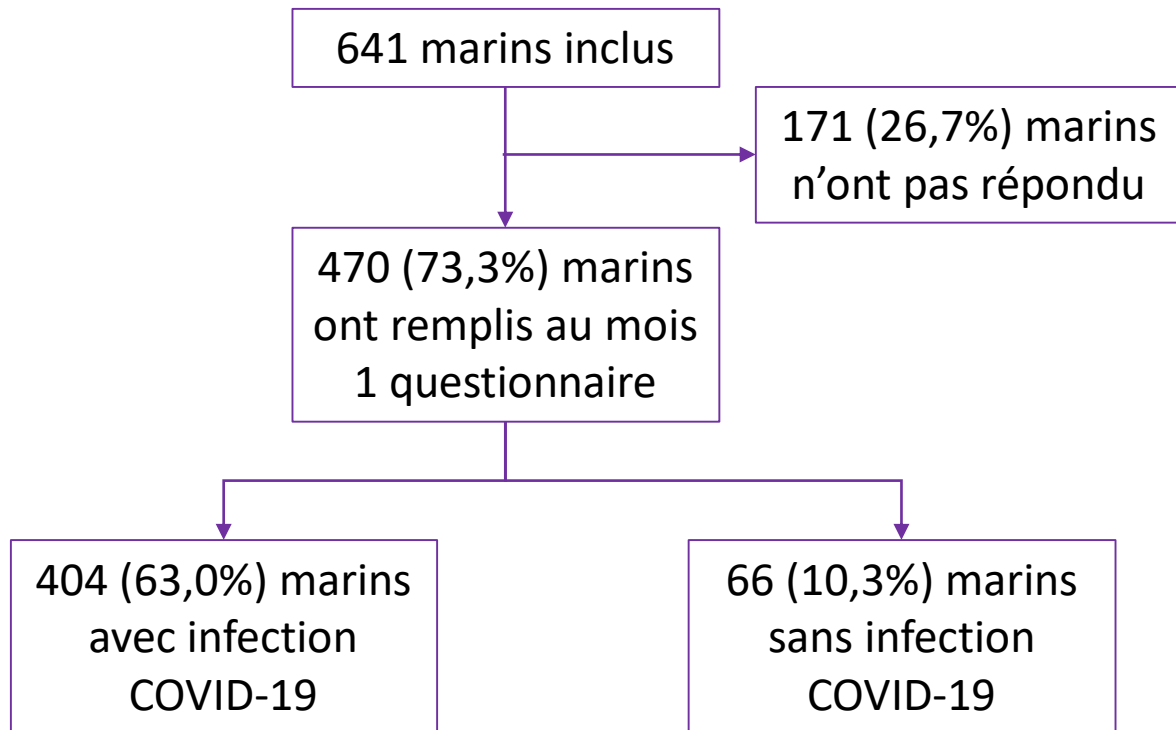 641 marins inclus
171 (26,7%) marins
n’ont pas répondu
470 (73,3%) marins
ont remplis au mois
1 questionnaire
404 (63,0%) marins
avec infection
COVID-19
66 (10,3%) marins
sans infection
COVID-19